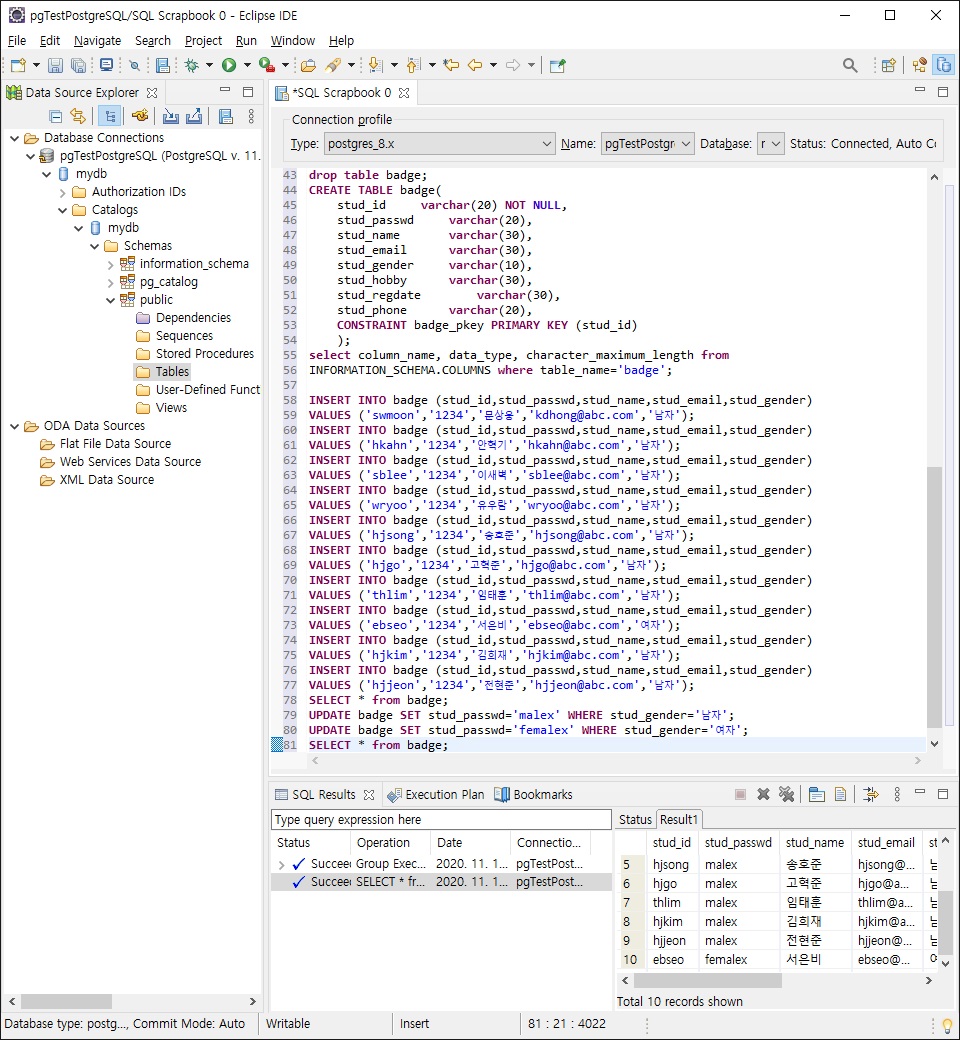 pgTestPostgreSQL/SQL Scrapbook 0 - Eclipse IDE
File Edit Navigate Search Project Run Window Help
Data Source Explorer
Database Connections
pgTestPostgreSQL (PostgreSQL v. 11.
mydb
Authorization IDs
Catalogs
mydb
Schemas
information_schema
pg_catalog
public
Dependencies
Sequences
Stored Procedures
Tables
User-Defined Funct
Views
ODA Data Sources
Flat File Data Source
Web Services Data Source
XML Data Source
*SQL Scrapbook 0
Connection profile
Type: postgres_8.x Name: pgTestPostgr Database: r Status: Connected, Auto Co
43 drop table badge;
44 CREATE TABLE badge(
45 stud_id varchar(20) NOT NULL,
46 stud_passwd varchar(20),
47 stud_name varchar(30),
48 stud_email varchar(30),
49 stud_gender varchar(10),
50 stud_hobby varchar(30),
51 stud_regdate varchar(30),
52 stud_phone varchar(20),
53 CONSTRAINT badge_pkey PRIMARY KEY (stud_id)
54 );
55 select column_name, data_type, character_maximum_length from
56 INFORMATION_SCHEMA.COLUMNS where table_name='badge';
57
58 INSERT INTO badge (stud_id,stud_passwd,stud_name,stud_email,stud_gender)
59 VALUES ('swmoon','1234','문상웅','kdhong@abc.com','남자');
60 INSERT INTO badge (stud_id,stud_passwd,stud_name,stud_email,stud_gender)
61 VALUES ('hkahn','1234','안혁기','hkahn@abc.com','남자');
62 INSERT INTO badge (stud_id,stud_passwd,stud_name,stud_email,stud_gender)
63 VALUES ('sblee','1234','이새벽','sblee@abc.com','남자');
64 INSERT INTO badge (stud_id,stud_passwd,stud_name,stud_email,stud_gender)
65 VALUES ('wryoo','1234','유우람','wryoo@abc.com','남자');
66 INSERT INTO badge (stud_id,stud_passwd,stud_name,stud_email,stud_gender)
67 VALUES ('hjsong','1234','송호준','hjsong@abc.com','남자');
68 INSERT INTO badge (stud_id,stud_passwd,stud_name,stud_email,stud_gender)
69 VALUES ('hjgo','1234','고혁준','hjgo@abc.com','남자');
70 INSERT INTO badge (stud_id,stud_passwd,stud_name,stud_email,stud_gender)
71 VALUES ('thlim','1234','임태훈','thlim@abc.com','남자');
72 INSERT INTO badge (stud_id,stud_passwd,stud_name,stud_email,stud_gender)
73 VALUES ('ebseo','1234','서은비','ebseo@abc.com','여자');
74 INSERT INTO badge (stud_id,stud_passwd,stud_name,stud_email,stud_gender)
75 VALUES ('hjkim','1234','김희재','hjkim@abc.com','남자');
76 INSERT INTO badge (stud_id,stud_passwd,stud_name,stud_email,stud_gender)
77 VALUES ('hjjeon','1234','전현준','hjjeon@abc.com','남자');
78 SELECT * from badge;
79 UPDATE badge SET stud_passwd='malex' WHERE stud_gender='남자';
80 UPDATE badge SET stud_passwd='femalex' WHERE stud_gender='여자';
81 SELECT * from badge;
SQL Results Execution Plan Bookmarks
Type query expression here
Status Operation Date Connectio...
Succeed Group Exec... 2020. 11. 1... pgTestPost...
Succeed SELECT * fr... 2020. 11. 1... pgTestPost...
Status Result1
stud_id stud_passwd stud_name stud_email st
5 hjsong malex 송호준 hjsong@...
6 hjgo malex 고혁준 hjgo@a...
7 thlim malex 임태훈 thlim@a...
8 hjkim malex 김희재 hjkim@a...
9 hjjeon malex 전현준 hjjeon@...
10 ebseo femalex 서은비 ebseo@...
Total 10 records shown
Database type: postg..., Commit Mode: Auto Writable Insert 81 : 21 : 4022